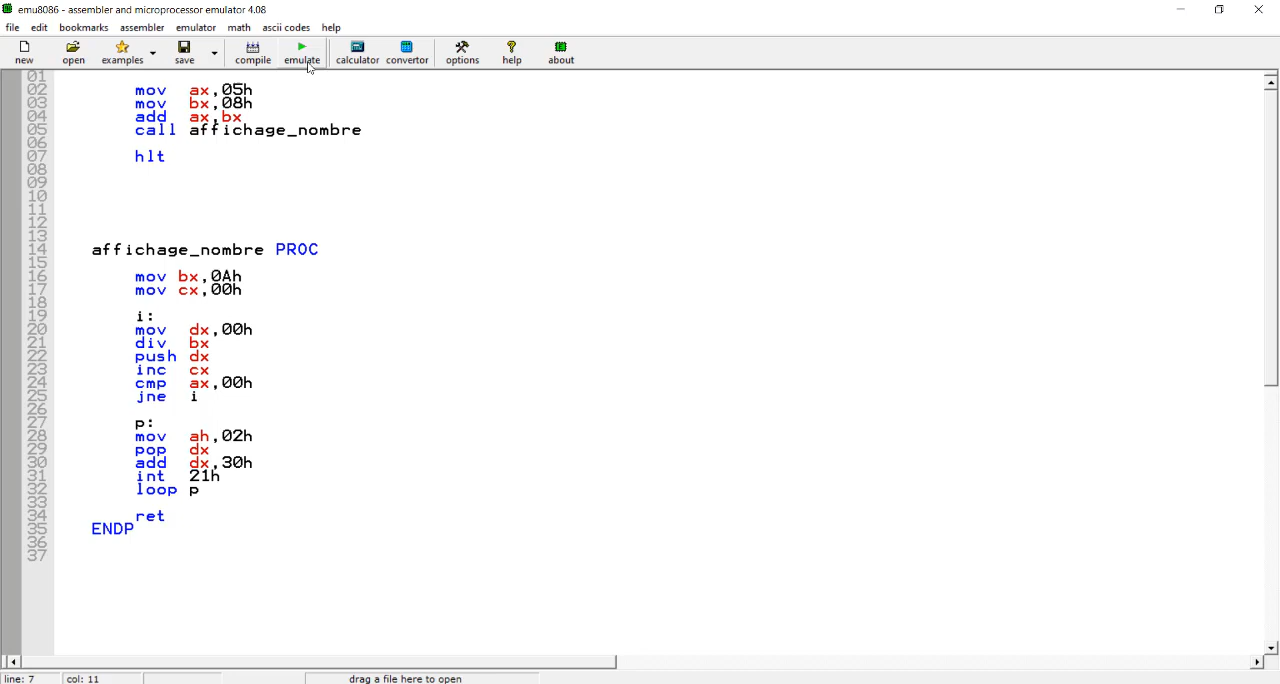 emu8086 - assembler and microprocessor emulator 4.08
file edit bookmarks assembler emulator math ascii codes help
new open examples save compile emulate calculator convertor options help about
01
02 mov ax,05h
03 mov bx,08h
04 add ax,bx
05 call affichage_nombre
06
07 hlt
08
09
10
11
12
13
14 affichage_nombre PROC
15
16 mov bx,0Ah
17 mov cx,00h
18
19 i:
20 mov dx,00h
21 div bx
22 push dx
23 inc cx
24 cmp ax,00h
25 jne i
26
27 p:
28 mov ah,02h
29 pop dx
30 add dx,30h
31 int 21h
32 loop p
33
34 ret
35 ENDP
36
37
line: 7 col: 11 drag a file here to open